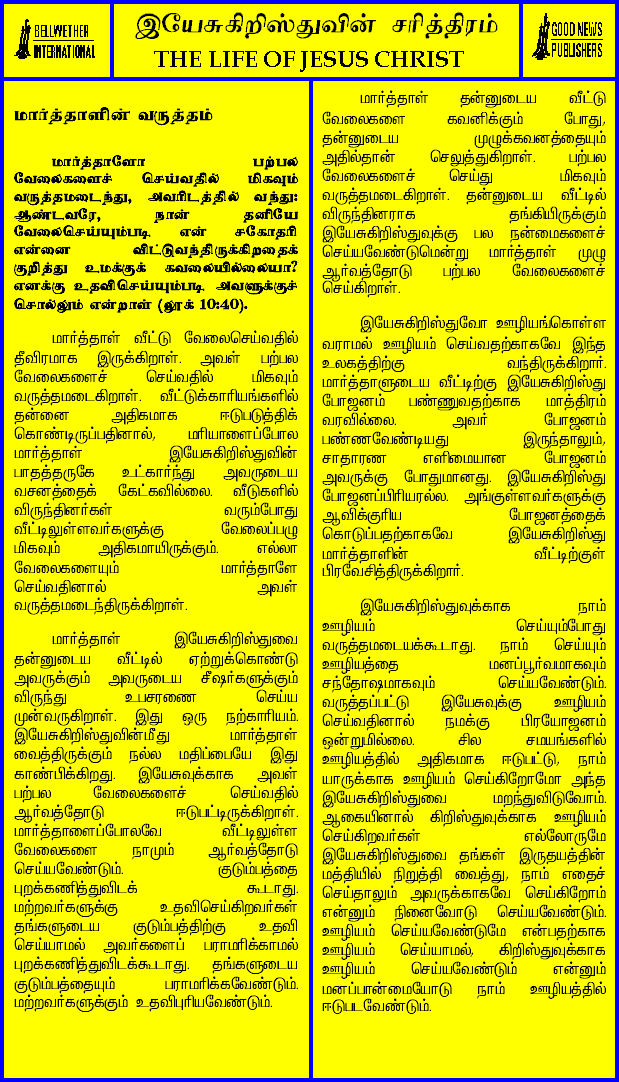 BELLWETHER
INTERNATIONAL
இயேசுகிறிஸ்துவின் சரித்திரம்
THE LIFE OF JESUS CHRIST
GOOD NEWS
PUBLISHERS
மார்த்தாளின் வருத்தம்
மார்த்தாளோ பற்பல
வேலைகளைச் செய்வதில் மிகவும்
வருத்தமடைந்து, அவரிடத்தில் வந்து:
ஆண்டவரே, நான் தனியே
வேலைசெய்யும்படி என் சகோதரி
என்னை விட்டுவந்திருக்கிறதைக்
குறித்து உமக்குக் கவலையில்லையா?
எனக்கு உதவிசெய்யும்படி அவளுக்குச்
சொல்லும் என்றாள் (லூக் 10:40).
மார்த்தாள் வீட்டு வேலைசெய்வதில்
தீவிரமாக இருக்கிறாள். அவள் பற்பல
வேலைகளைச் செய்வதில் மிகவும்
வருத்தமடைகிறாள். வீட்டுக்காரியங்களில்
தன்னை அதிகமாக ஈடுபடுத்திக்
கொண்டிருப்பதினால், மரியாளைப்போல
மார்த்தாள் இயேசுகிறிஸ்துவின்
பாதத்தருகே உட்கார்ந்து அவருடைய
வசனத்தைக் கேட்கவில்லை. வீடுகளில்
விருந்தினர்கள் வரும்போது
வீட்டிலுள்ளவர்களுக்கு வேலைப்பழு
மிகவும் அதிகமாயிருக்கும். எல்லா
வேலைகளையும் மார்த்தாளே
செய்வதினால் அவள்
வருத்தமடைந்திருக்கிறாள்.
மார்த்தாள் இயேசுகிறிஸ்துவை
தன்னுடைய வீட்டில் ஏற்றுக்கொண்டு
அவருக்கும் அவருடைய சீஷர்களுக்கும்
விருந்து உபசரணை செய்ய
முன்வருகிறாள். இது ஒரு நற்காரியம்.
இயேசுகிறிஸ்துவின்மீது மார்த்தாள்
வைத்திருக்கும் நல்ல மதிப்பையே இது
காண்பிக்கிறது. இயேசுவுக்காக அவள்
பற்பல வேலைகளைச் செய்வதில்
ஆர்வத்தோடு ஈடுபட்டிருக்கிறாள்.
மார்த்தாளைப்போலவே வீட்டிலுள்ள
வேலைகளை நாமும் ஆர்வத்தோடு
செய்யவேண்டும். குடும்பத்தை
புறக்கணித்துவிடக் கூடாது.
மற்றவர்களுக்கு உதவிசெய்கிறவர்கள்
தங்களுடைய குடும்பத்திற்கு உதவி
செய்யாமல் அவர்களைப் பராமரிக்காமல்
புறக்கணித்துவிடக்கூடாது. தங்களுடைய
குடும்பத்தையும் பராமரிக்கவேண்டும்.
மற்றவர்களுக்கும் உதவிபுரியவேண்டும்.
மார்த்தாள் தன்னுடைய வீட்டு
வேலைகளை கவனிக்கும் போது,
தன்னுடைய முழுக்கவனத்தையும்
அதில்தான் செலுத்துகிறாள். பற்பல
வேலைகளைச் செய்து மிகவும்
வருத்தமடைகிறாள். தன்னுடைய வீட்டில்
விருந்தினராக தங்கியிருக்கும்
இயேசுகிறிஸ்துவுக்கு பல நன்மைகளைச்
செய்யவேண்டுமென்று மார்த்தாள் முழு
ஆர்வத்தோடு பற்பல வேலைகளைச்
செய்கிறாள்.
இயேசுகிறிஸ்துவோ ஊழியங்கொள்ள
வராமல் ஊழியம் செய்வதற்காகவே இந்த
உலகத்திற்கு வந்திருக்கிறார்.
மார்த்தாளுடைய வீட்டிற்கு இயேசுகிறிஸ்து
போஜனம் பண்ணுவதற்காக மாத்திரம்
வரவில்லை. அவர் போஜனம்
பண்ணவேண்டியது இருந்தாலும்,
சாதாரண எளிமையான போஜனம்
அவருக்கு போதுமானது. இயேசுகிறிஸ்து
போஜனப்பிரியரல்ல. அங்குள்ளவர்களுக்கு
ஆவிக்குரிய போஜனத்தைக்
கொடுப்பதற்காகவே இயேசுகிறிஸ்து
மார்த்தாளின் வீட்டிற்குள்
பிரவேசித்திருக்கிறார்.
இயேசுகிறிஸ்துவுக்காக நாம்
ஊழியம் செய்யும்போது
வருத்தமடையக்கூடாது. நாம் செய்யும்
ஊழியத்தை மனப்பூர்வமாகவும்
சந்தோஷமாகவும் செய்யவேண்டும்.
வருத்தப்பட்டு இயேசுவுக்கு ஊழியம்
செய்வதினால் நமக்கு பிரயோஜனம்
ஒன்றுமில்லை. சில சமயங்களில்
ஊழியத்தில் அதிகமாக ஈடுபட்டு, நாம்
யாருக்காக ஊழியம் செய்கிறோமோ அந்த
இயேசுகிறிஸ்துவை மறந்துவிடுவோம்.
ஆகையினால் கிறிஸ்துவுக்காக ஊழியம்
செய்கிறவர்கள் எல்லோருமே
இயேசுகிறிஸ்துவை தங்கள் இருதயத்தின்
மத்தியில் நிறுத்தி வைத்து, நாம் எதைச்
செய்தாலும் அவருக்காகவே செய்கிறோம்
என்னும் நினைவோடு செய்யவேண்டும்.
ஊழியம் செய்யவேண்டுமே என்பதற்காக
ஊழியம் செய்யாமல், கிறிஸ்துவுக்காக
ஊழியம் செய்யவேண்டும் என்னும்
மனப்பான்மையோடு நாம் ஊழியத்தில்
ஈடுபடவேண்டும்.